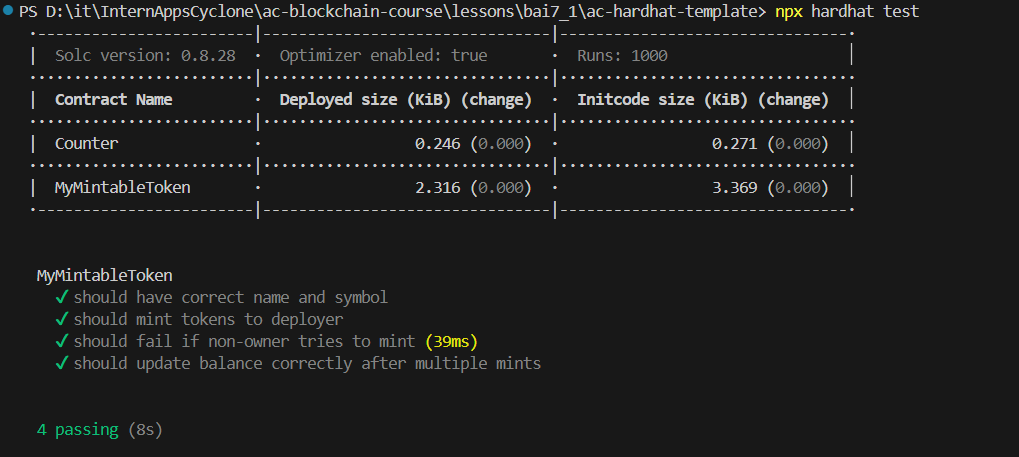 PS D:\it\InternAppsCyclone\ac-blockchain-course\lessons\bai7_1\ac-hardhat-template> npx hardhat test
Solc version: 0.8.28 · Optimizer enabled: true · Runs: 1000
Contract Name · Deployed size (KiB) (change) · Initcode size (KiB) (change)
Counter · 0.246 (0.000) · 0.271 (0.000)
MyMintableToken · 2.316 (0.000) · 3.369 (0.000)
MyMintableToken
✓ should have correct name and symbol
✓ should mint tokens to deployer
✓ should fail if non-owner tries to mint (39ms)
✓ should update balance correctly after multiple mints
4 passing (8s)